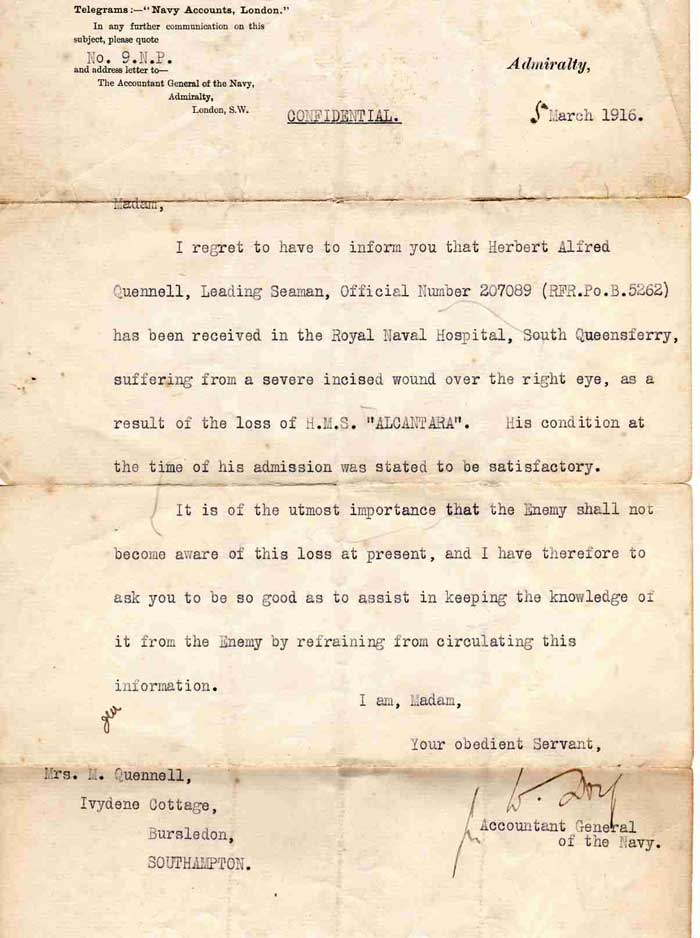 Telegrams:—"Navy Accounts, London."
In any further communication on this
subject, please quote
No. 9.N.P.
and address letter to—
The Accountant General of the Navy,
Admiralty,
London, S.W.
Admiralty,
CONFIDENTIAL.
5 March 1916.
Madam,
I regret to have to inform you that Herbert Alfred
Quennell, Leading Seaman, Official Number 207089 (RFR.Po.B.5262)
has been received in the Royal Naval Hospital, South Queensferry,
suffering from a severe incised wound over the right eye, as a
result of the loss of H.M.S. "ALCANTARA". His condition at
the time of his admission was stated to be satisfactory.
It is of the utmost importance that the Enemy shall not
become aware of this loss at present, and I have therefore to
ask you to be so good as to assist in keeping the knowledge of
it from the Enemy by refraining from circulating this
information.
I am, Madam,
Your obedient Servant,
Mrs. M. Quennell,
Ivydene Cottage,
Bursledon,
SOUTHAMPTON.
W.
Accountant General
of the Navy.